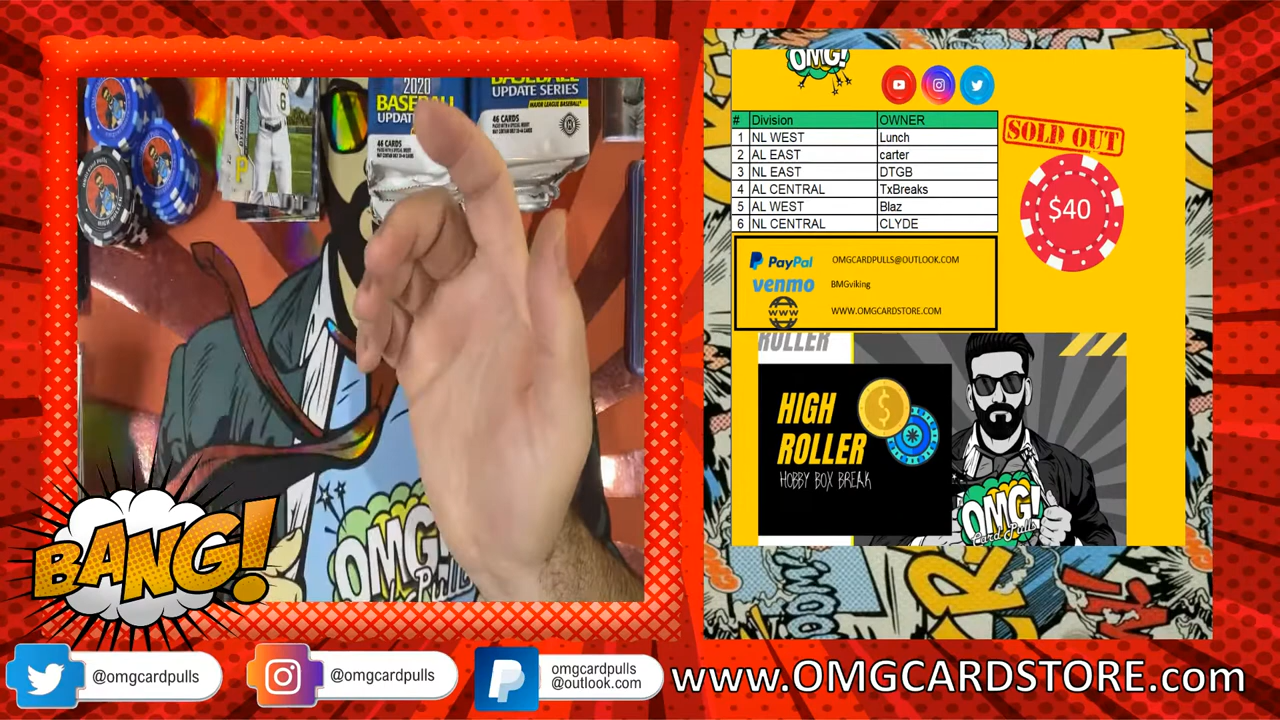 2020
BASEBALL
UPDATE
46 CARDS
BASEBALL
UPDATE SERIES
MAJOR LEAGUE BASEBALL
46 CARDS
6
P
OMG!
Pulls
BANG!
OMG!
# Division OWNER
1 NL WEST Lunch
2 AL EAST carter
3 NL EAST DTGB
4 AL CENTRAL TxBreaks
5 AL WEST Blaz
6 NL CENTRAL CLYDE
SOLD OUT
$40
PayPal OMGCARDPULLS@OUTLOOK.COM
venmo BMGviking
WWW WWW.OMGCARDSTORE.COM
ROLLER
HIGH
ROLLER
HOBBY BOX BREAK
OMG!
Card Pulls
@omgcardpulls
@omgcardpulls
omgcardpulls
@outlook.com
www.OMGCARDSTORE.com